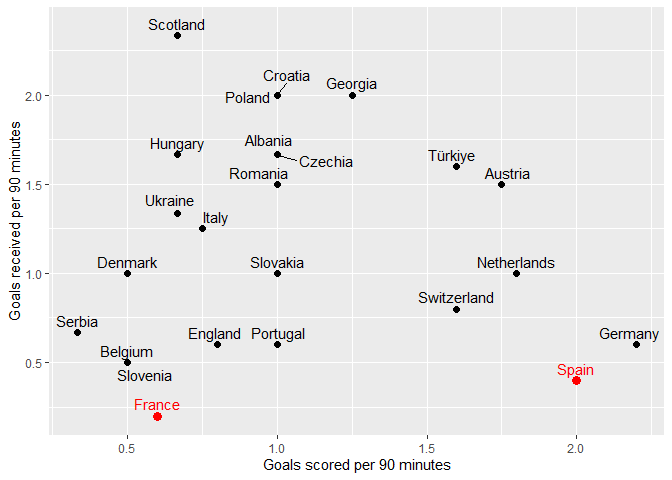 Scotland
Croatia
Georgia
2.0
Poland
Albania
Hungary
Türkiye
Czechia
Romania
Austria
1.5
Ukraine
Italy
Goals received per 90 minutes
Denmark
Slovakia
Netherlands
1.0
Switzerland
Serbia
England
Portugal
Germany
Belgium
0.5
Spain
Slovenia
France
0.5
1.0
1.5
2.0
Goals scored per 90 minutes